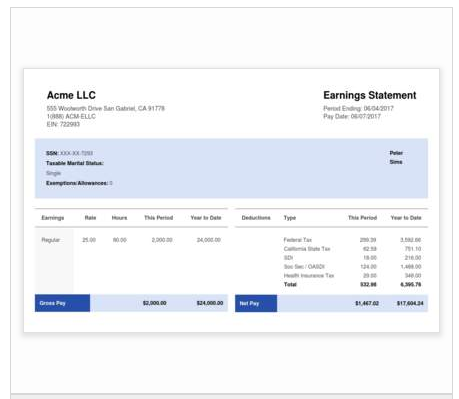 Acme LLC
555 Woolworth Drive San Gabriel, CA 91778
1(888) ACM-ELLC
EIN: 722993
Earnings Statement
Period Ending: 06/04/2017
Pay Date: 06/07/2017
SSN: XXX-XX-7293
Taxable Marital Status:
Single
Exemptions/Allowances: 0
Peter
Sims
Earnings Rate Hours This Period Year to Date
Regular 25.00 80.00 2,000.00 24,000.00
Gross Pay $2,000.00 $24,000.00
Deductions Type This Period Year to Date
Federal Tax 299.39 3,592.66
California State Tax 62.59 751.10
SDI 18.00 216.00
Soc Sec / OASDI 124.00 1,488.00
Health Insurance Tax 29.00 348.00
Total 532.98 6,395.76
Net Pay $1,467.02 $17,604.24